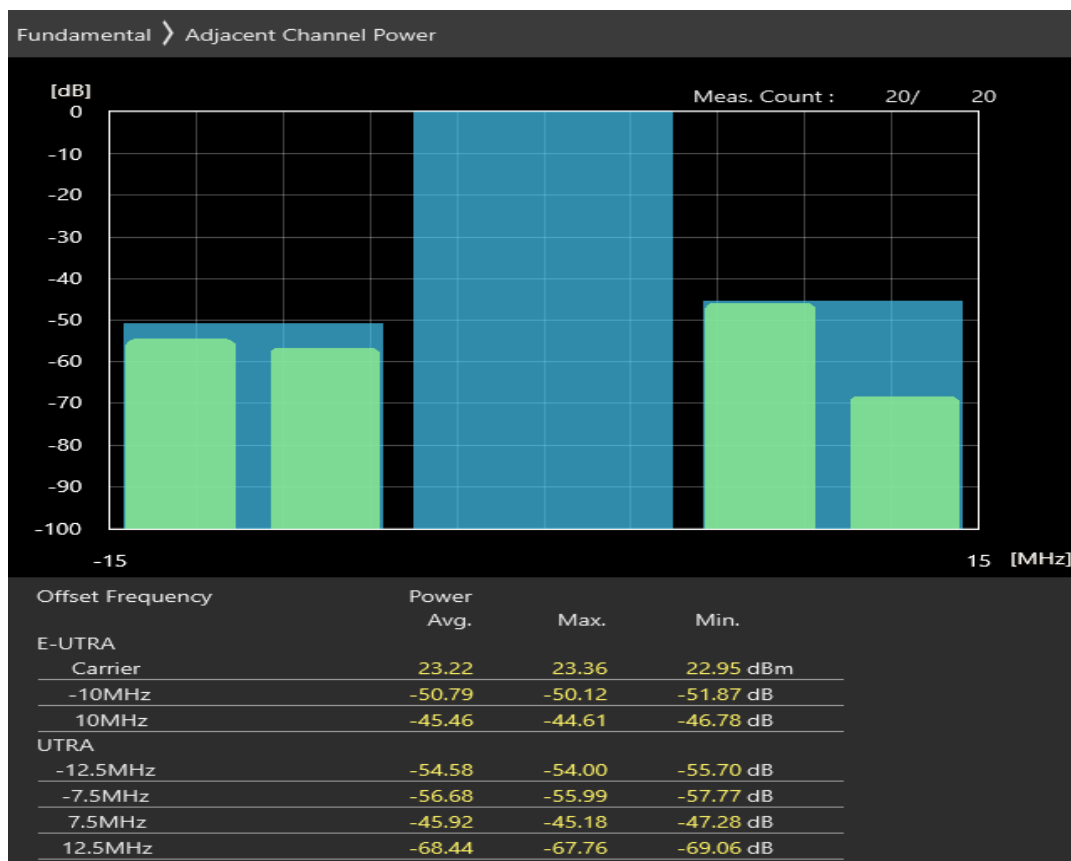 Fundamental 〉 Adjacent Channel Power
[dB]
Meas. Count : 20/ 20
0
-10
-20
-30
-40
-50
-60
-70
-80
-90
-100
-15 15 [MHz]
Offset Frequency Power
Avg. Max. Min.
E-UTRA
Carrier 23.22 23.36 22.95 dBm
-10MHz -50.79 -50.12 -51.87 dB
10MHz -45.46 -44.61 -46.78 dB
UTRA
-12.5MHz -54.58 -54.00 -55.70 dB
-7.5MHz -56.68 -55.99 -57.77 dB
7.5MHz -45.92 -45.18 -47.28 dB
12.5MHz -68.44 -67.76 -69.06 dB